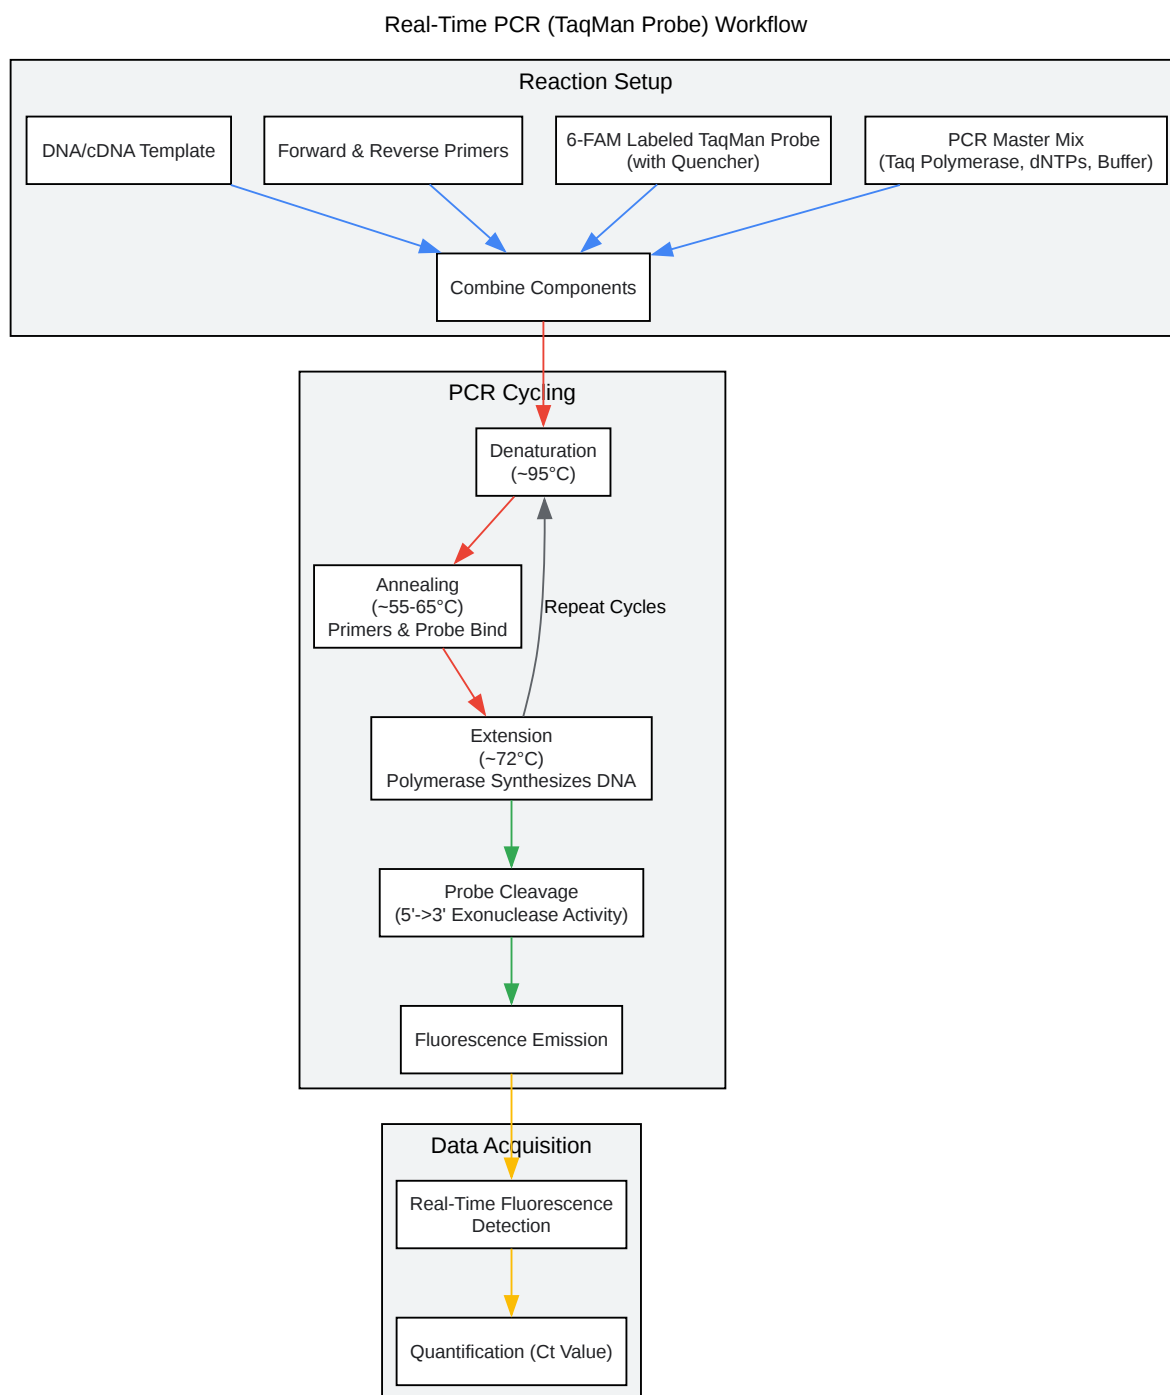 Real-Time PCR (TaqMan Probe) Workflow
Reaction Setup
DNA/cDNA Template
Forward & Reverse Primers
6-FAM Labeled TaqMan Probe
(with Quencher)
PCR Master Mix
(Taq Polymerase, dNTPs, Buffer)
Combine Components
PCR Cycling
Denaturation
(~95°C)
Annealing
(~55-65°C)
Primers & Probe Bind
Repeat Cycles
Extension
(~72°C)
Polymerase Synthesizes DNA
Probe Cleavage
(5'->3' Exonuclease Activity)
Fluorescence Emission
Data Acquisition
Real-Time Fluorescence
Detection
Quantification (Ct Value)